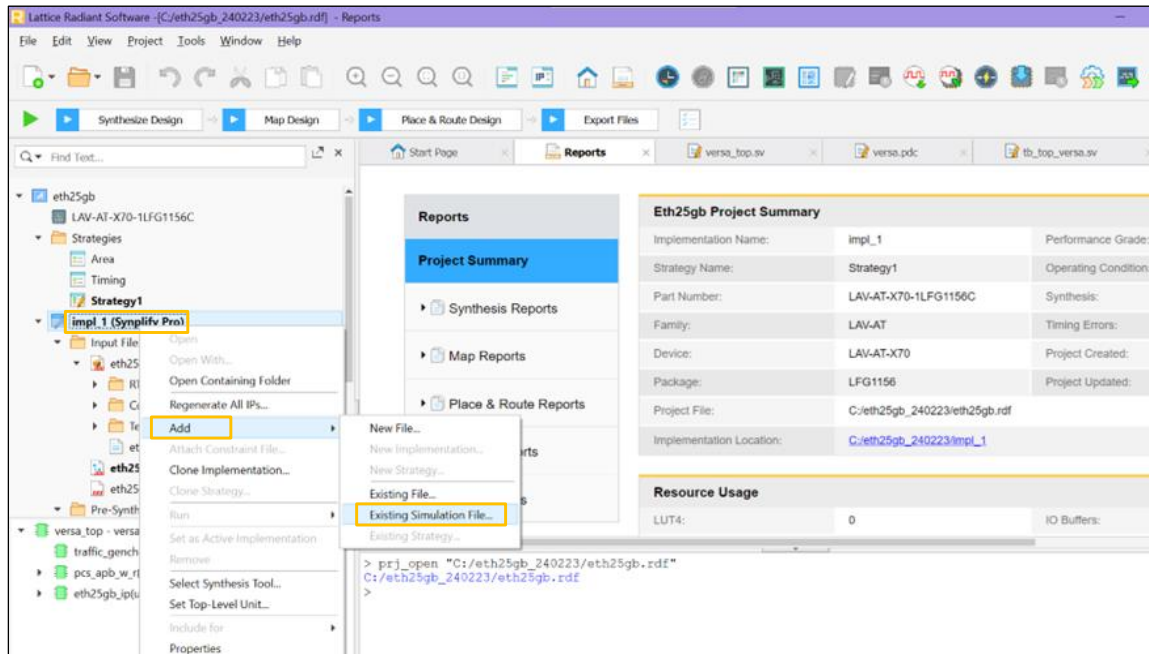 Lattice Radiant Software -[C:/eth25gb_240223/eth25gb.rdf] - Reports
File Edit View Project Tools Window Help
Synthesize Design Map Design Place & Route Design Export Files
Find Text...
Start Page Reports versa_top.sv versa.pdc tb_top_versa.sv
eth25gb
LAV-AT-X70-1LFG1156C
Strategies
Area
Timing
Strategy1
impl_1 (Synplify Pro)
Input File
eth25
Te
et
eth25
eth25
Pre-Synth
versa_top - versa
traffic_gench
pcs_apb_w_r
eth25gb_ip(u
Open
Open With...
Open Containing Folder
Regenerate All IPs...
Add
Attach Constraint File...
Clone Implementation...
Clone Strategy...
Run
Set as Active Implementation
Remove
Select Synthesis Tool...
Set Top-Level Unit...
Include for
Properties
New File...
New Implementation...
New Strategy...
Existing File...
Existing Simulation File...
Existing Strategy...
Reports
Project Summary
Synthesis Reports
Map Reports
Place & Route Reports
rts
s
Eth25gb Project Summary
Implementation Name: impl_1 Performance Grade:
Strategy Name: Strategy1 Operating Condition
Part Number: LAV-AT-X70-1LFG1156C Synthesis:
Family: LAV-AT Timing Errors:
Device: LAV-AT-X70 Project Created:
Package: LFG1156 Project Updated:
Project File: C:/eth25gb_240223/eth25gb.rdf
Implementation Location: C:/eth25gb_240223/impl_1
Resource Usage
LUT4: 0 IO Buffers:
> prj_open "C:/eth25gb_240223/eth25gb.rdf"
C:/eth25gb_240223/eth25gb.rdf
>